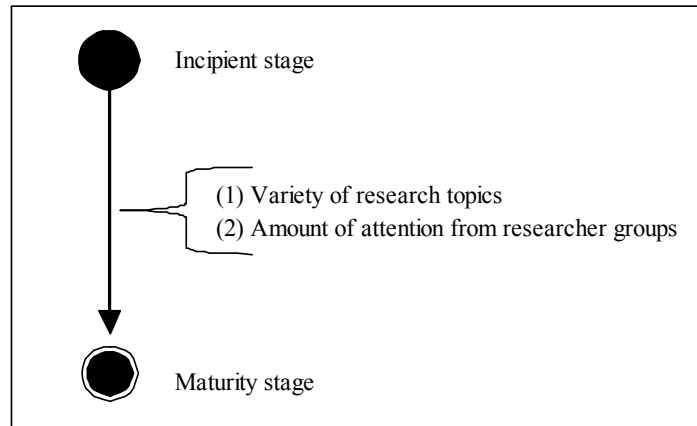 Incipient stage
(1) Variety of research topics
(2) Amount of attention from researcher groups
Maturity stage